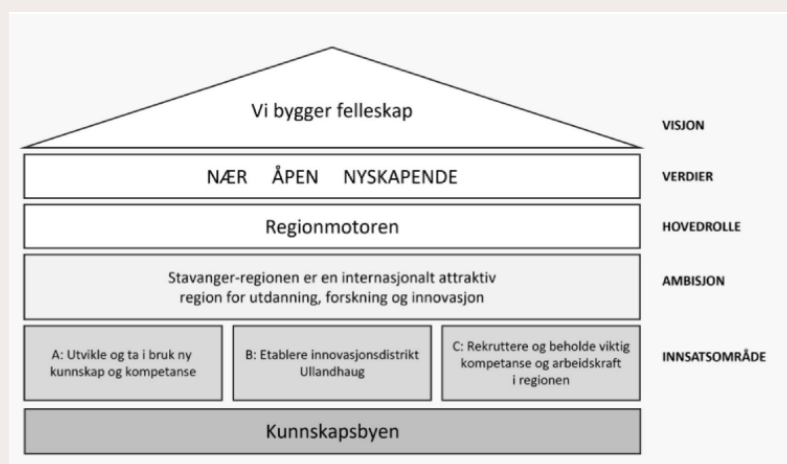 Vi bygger felleskap
VISJON
NÆR ÅPEN NYSKAPENDE
VERDIER
Regionmotoren
HOVEDROLLE
Stavanger-regionen er en internasjonalt attraktiv
region for utdanning, forskning og innovasjon
AMBISJON
A: Utvikle og ta i bruk ny
kunnskap og kompetanse
B: Etablere innovasjonsdistrikt
Ullandhaug
C: Rekruttere og beholde viktig
kompetanse og arbeidskraft
i regionen
INNSATSOMRÅDE
Kunnskapsbyen